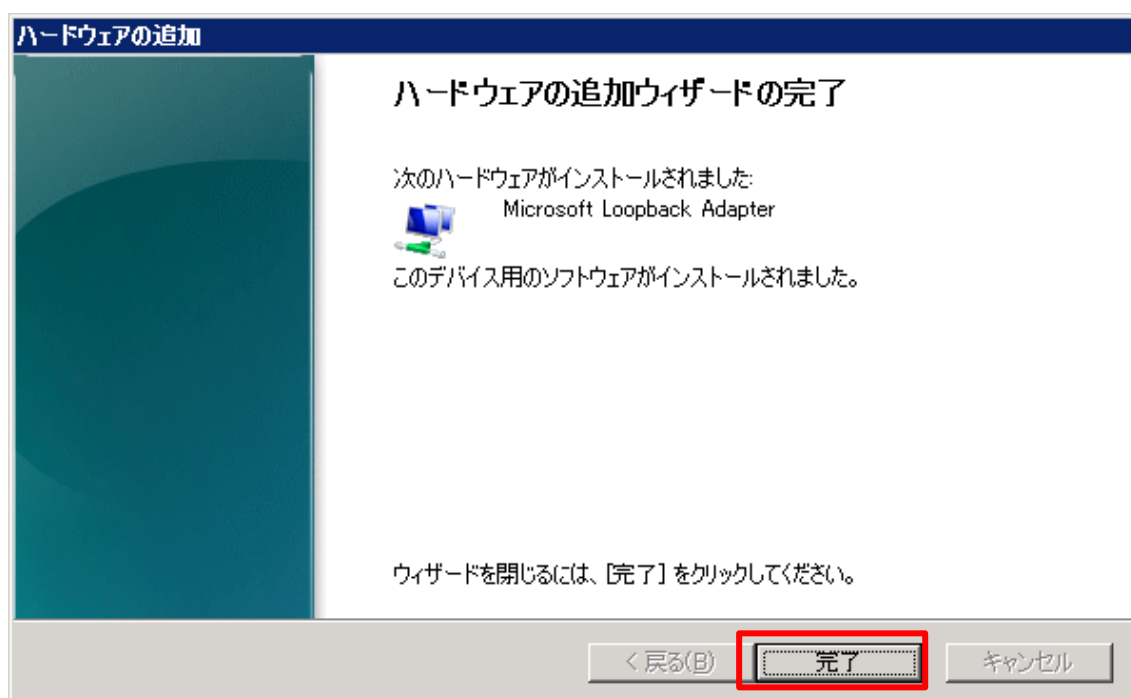 ハードウェアの追加
ハードウェアの追加ウィザードの完了
次のハードウェアがインストールされました:
Microsoft Loopback Adapter
このデバイス用のソフトウェアがインストールされました。
ウィザードを閉じるには、[完了] をクリックしてください。
< 戻る(B) 完了 キャンセル